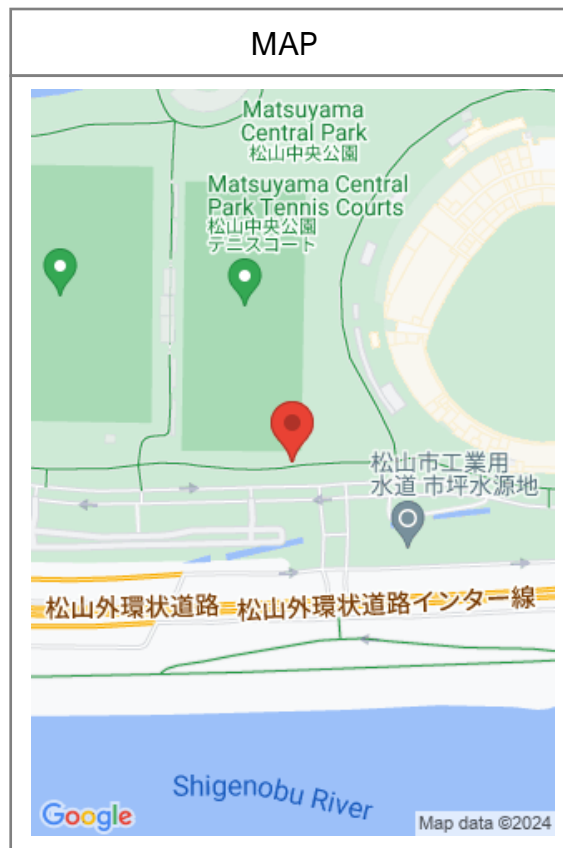 MAP
Matsuyama
Central Park
松山中央公園
Matsuyama Central
Park Tennis Courts
松山中央公園
テニスコート
松山市工業用
水道 市坪水源地
松山外環状道路
松山外環状道路インター線
Shigenobu River
Google
Map data ©2024